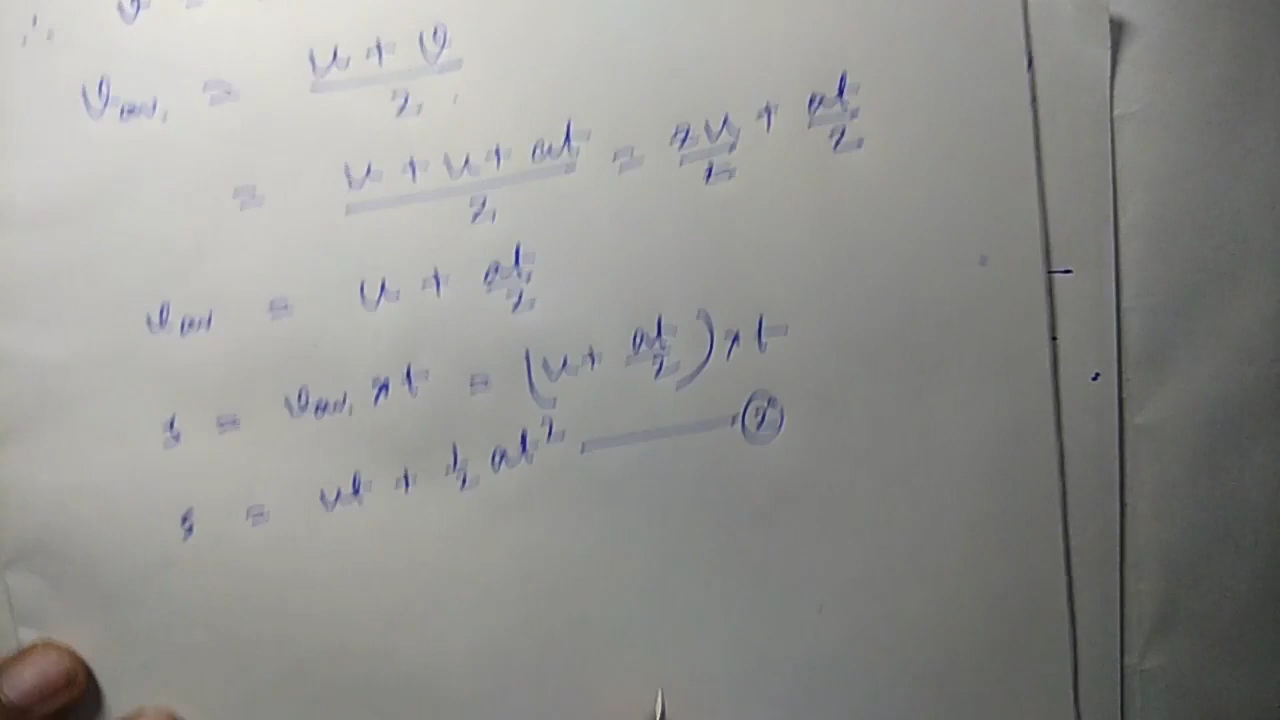 ∴ v =
v_av. = (u + v)/2
= (u + u + at)/2 = 2u/2 + at/2
v_av = u + at/2
s = v_av. × t = (u + at/2) × t
s = ut + 1/2 at² —— ②